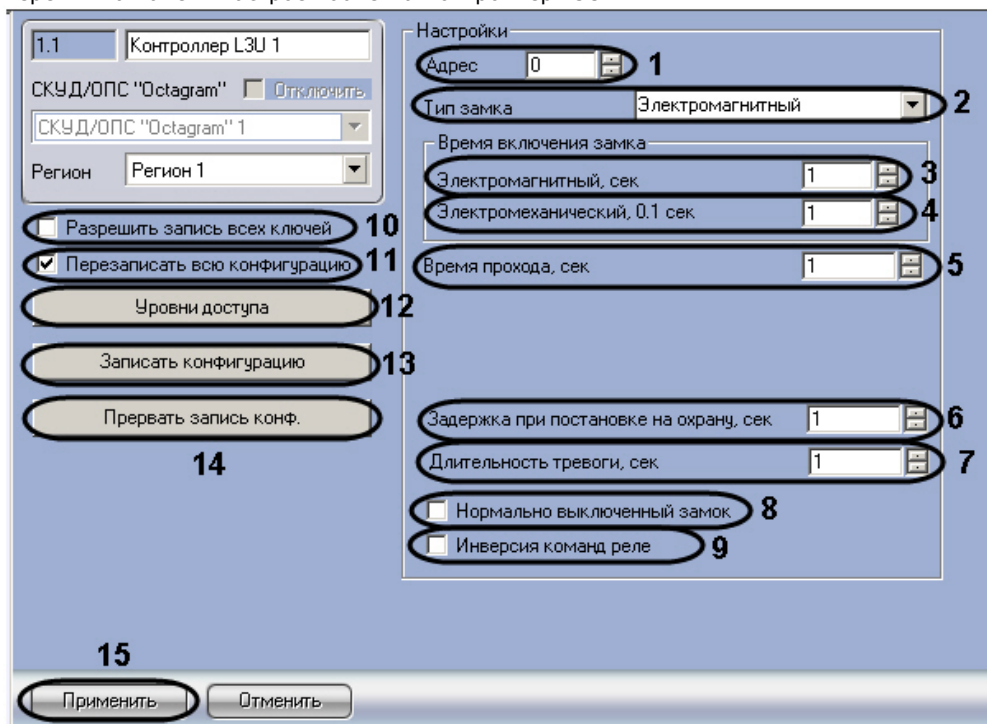 1.1 Контроллер L3U 1
СКУД/ОПС "Octagram" Отключить
СКУД/ОПС "Octagram" 1
Регион Регион 1
Разрешить запись всех ключей 10
Перезаписать всю конфигурацию 11
Уровни доступа 12
Записать конфигурацию 13
Прервать запись конф.
14
Настройки
Адрес 0 1
Тип замка Электромагнитный 2
Время включения замка
Электромагнитный, сек 1 3
Электромеханический, 0.1 сек 1 4
Время прохода, сек 1 5
Задержка при постановке на охрану, сек 1 6
Длительность тревоги, сек 1 7
Нормально выключенный замок 8
Инверсия команд реле 9
15
Применить Отменить